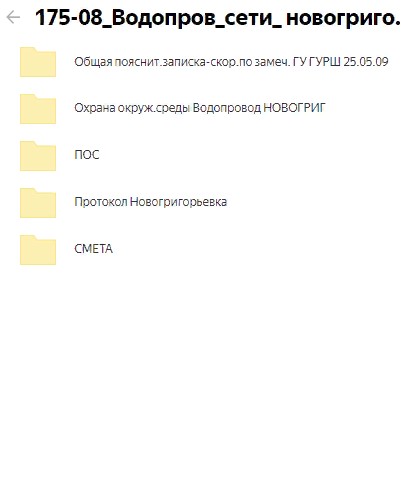 175-08_Водопров_сети_ новогриго.
Общая пояснит.записка-скор.по замеч. ГУ ГУРШ 25.05.09
Охрана окруж.среды Водопровод НОВОГРИГ
ПОС
Протокол Новогригорьевка
СМЕТА